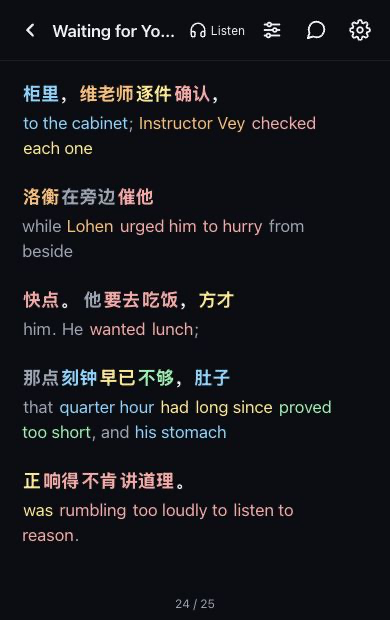 Waiting for Yo... Listen
柜里，维老师逐件确认，
to the cabinet; Instructor Vey checked
each one
洛衡在旁边催他
while Lohen urged him to hurry from
beside
快点。 他要去吃饭，方才
him. He wanted lunch;
那点刻钟早已不够，肚子
that quarter hour had long since proved
too short, and his stomach
正响得不肯讲道理。
was rumbling too loudly to listen to
reason.
24 / 25